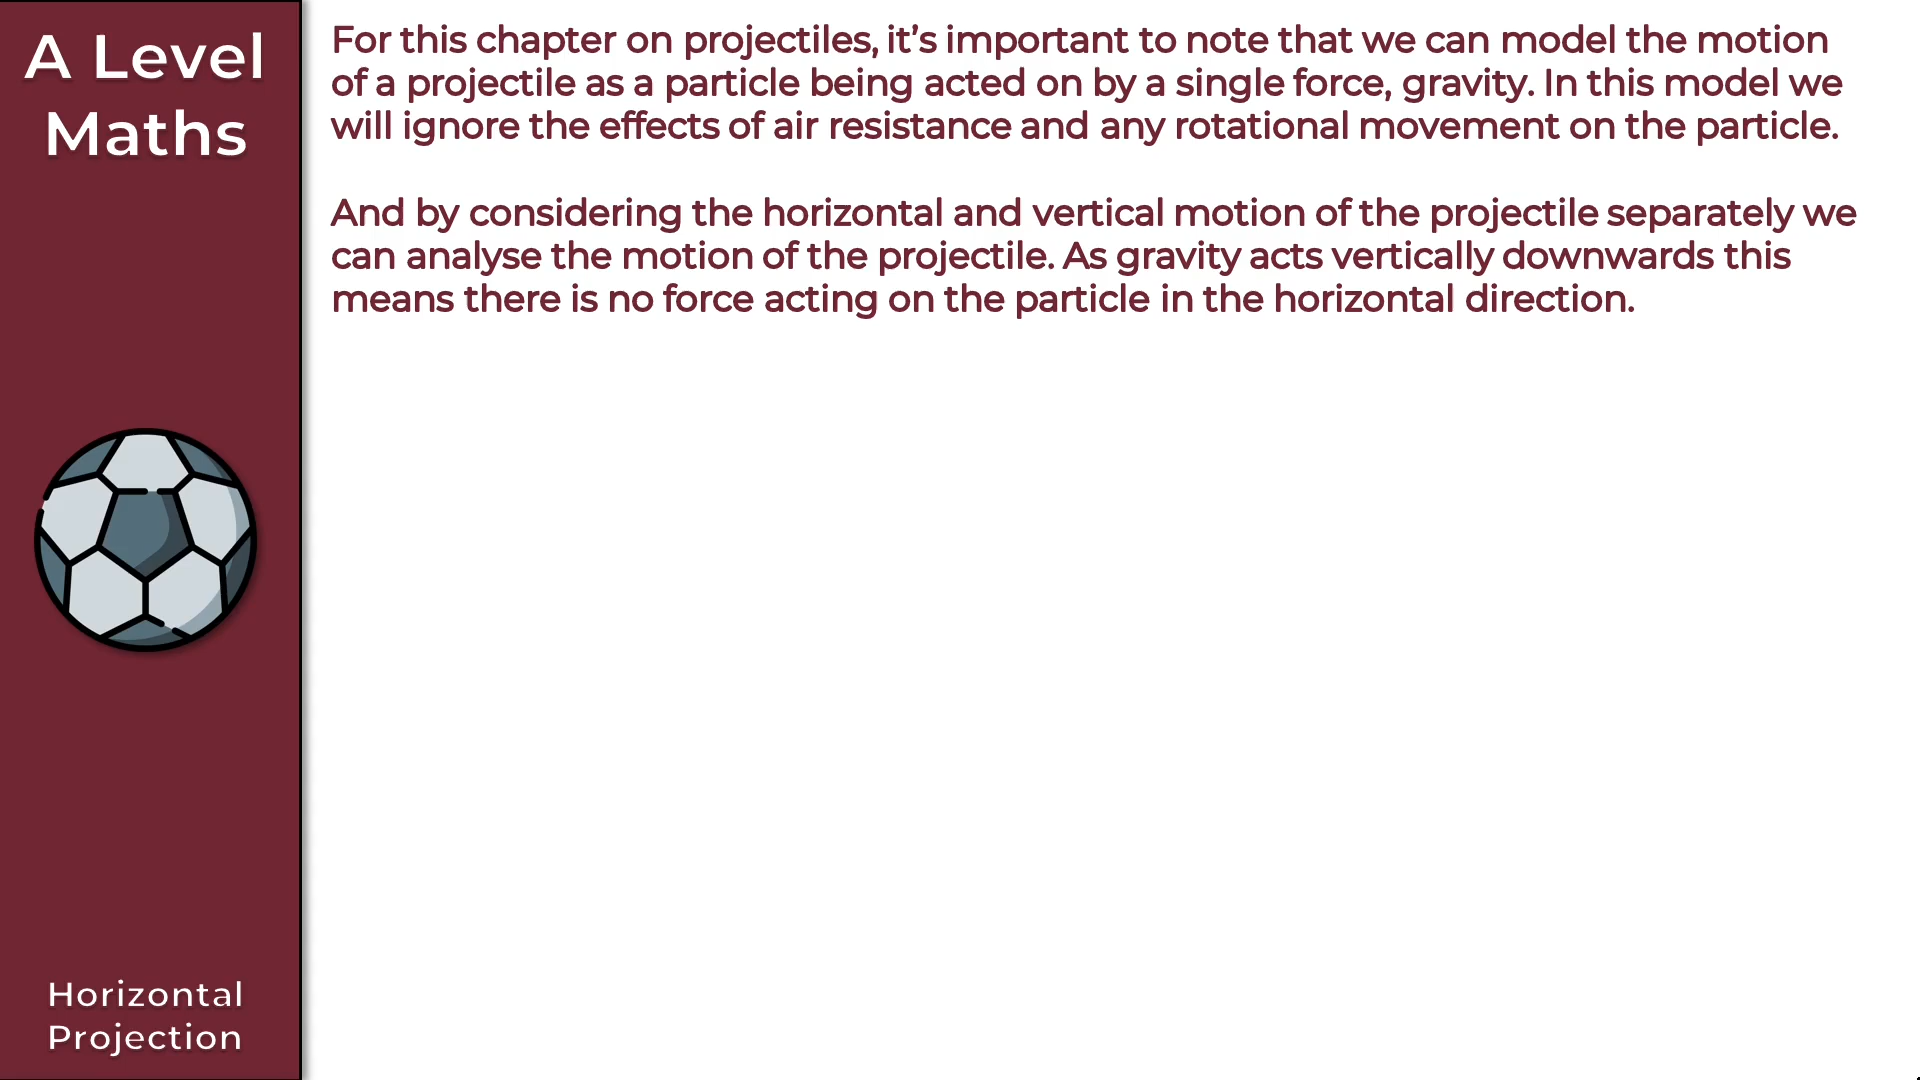 A Level
Maths
For this chapter on projectiles, it’s important to note that we can model the motion
of a projectile as a particle being acted on by a single force, gravity. In this model we
will ignore the effects of air resistance and any rotational movement on the particle.
And by considering the horizontal and vertical motion of the projectile separately we
can analyse the motion of the projectile. As gravity acts vertically downwards this
means there is no force acting on the particle in the horizontal direction.
Horizontal
Projection